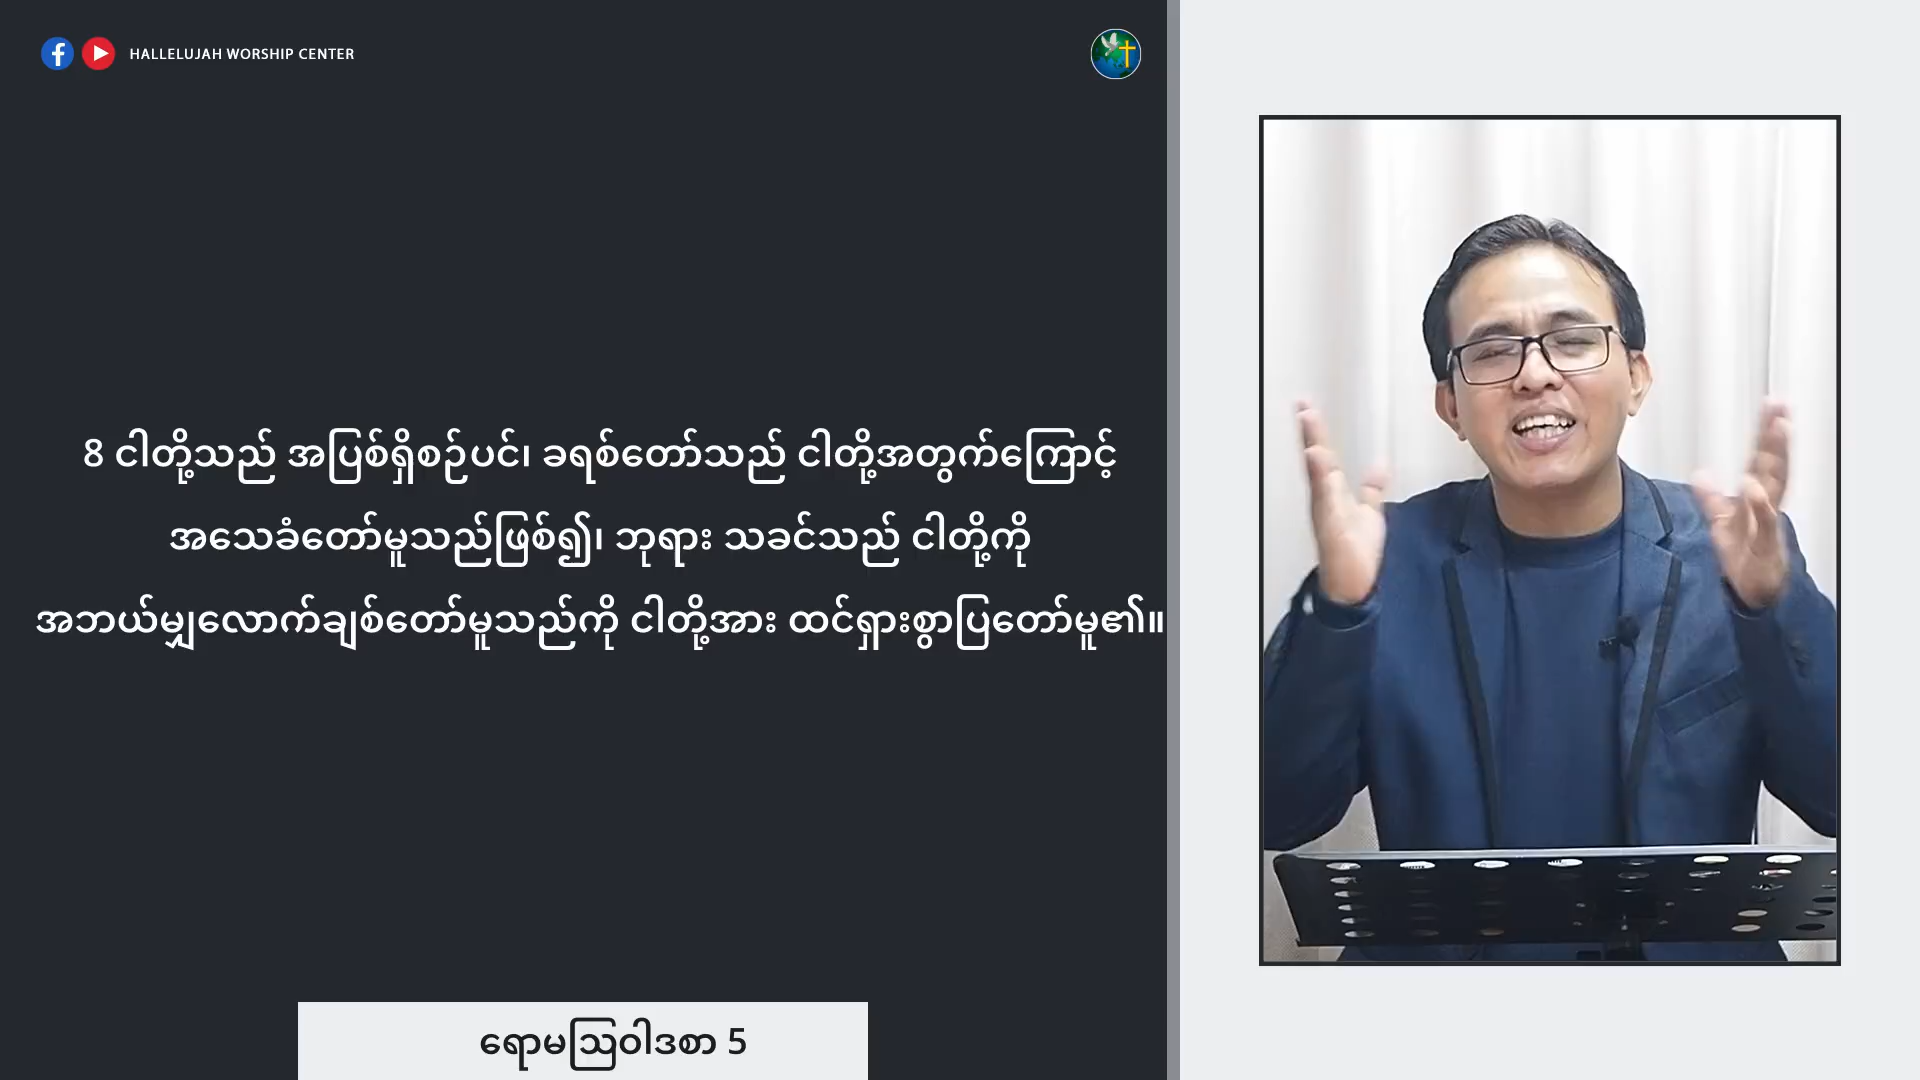 HALLELUJAH WORSHIP CENTER
8 ငါတို့သည် အပြစ်ရှိစဉ်ပင်၊ ခရစ်တော်သည် ငါတို့အတွက်ကြောင့်
အသေခံတော်မူသည်ဖြစ်၍၊ ဘုရား သခင်သည် ငါတို့ကို
အဘယ်မျှလောက်ချစ်တော်မူသည်ကို ငါတို့အား ထင်ရှားစွာပြတော်မူ၏။
ရောမဩဝါဒစာ 5